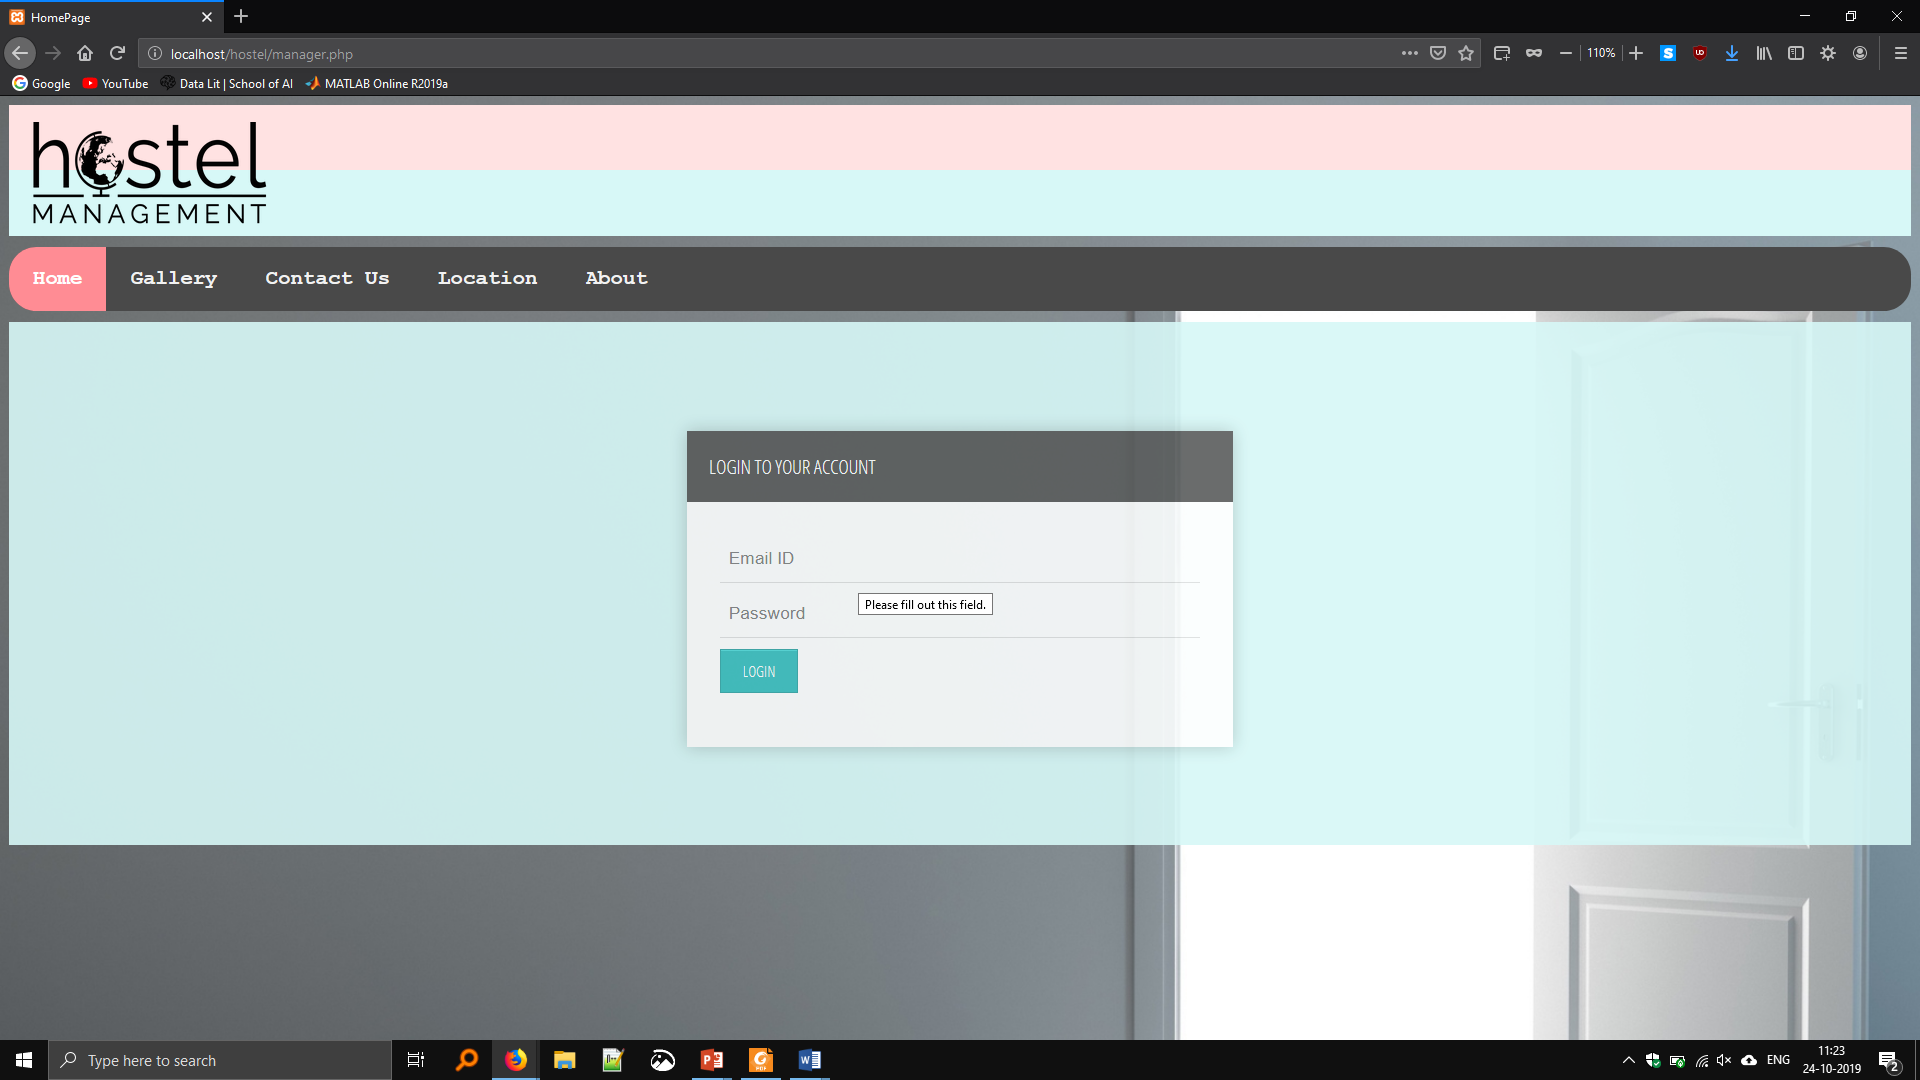 HomePage
localhost/hostel/manager.php
110%
Google YouTube Data Lit | School of AI MATLAB Online R2019a
hostel
MANAGEMENT
Home Gallery Contact Us Location About
LOGIN TO YOUR ACCOUNT
Email ID
Please fill out this field.
Password
LOGIN
Type here to search
ENG
11:23
24-10-2019
2